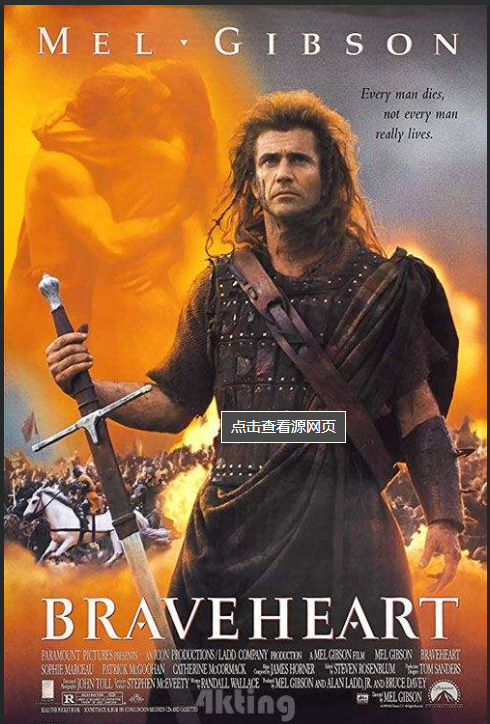 MEL GIBSON
Every man dies,
not every man
really lives.
点击查看源网页
BRAVEHEART
PARAMOUNT PICTURES PRESENTS AN ICON PRODUCTIONS / LADD COMPANY PRODUCTION A MEL GIBSON FILM MEL GIBSON BRAVEHEART
SOPHIE MARCEAU PATRICK McGOOHAN CATHERINE McCORMACK JAMES HORNER STEVEN ROSENBLUM TOM SANDERS
JOHN TOLL STEPHEN McEVEETY RANDALL WALLACE MEL GIBSON AND ALAN LADD, JR. AND BRUCE DAVEY MEL GIBSON
R
Akting